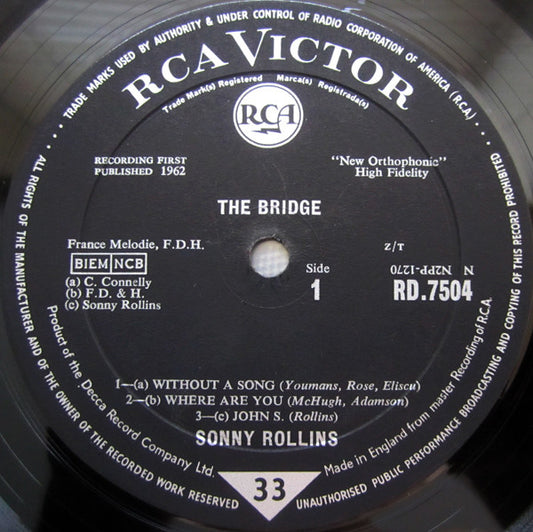 TRADE MARKS USED BY AUTHORITY & UNDER CONTROL OF RADIO CORPORATION OF AMERICA (R.C.A.)
RCA VICTOR
Trade Mark(s) Registered Marca(s) Registrada(s)
RCA
RECORDING FIRST
PUBLISHED 1962
"New Orthophonic"
High Fidelity
THE BRIDGE
France Melodie, F.D.H.
BIEM NCB
(a) C. Connelly
(b) F.D. & H.
(c) Sonny Rollins
Side
1
Z/T
N N2PP-1270
RD.7504
1—(a) WITHOUT A SONG (Youmans, Rose, Eliscu)
2—(b) WHERE ARE YOU (McHugh, Adamson)
3—(c) JOHN S. (Rollins)
SONNY ROLLINS
Product of the Decca Record Company Ltd.
Made in England from master Recording of R.C.A.
33
ALL RIGHTS OF THE MANUFACTURER AND OF THE OWNER OF THE RECORDED WORK RESERVED
UNAUTHORISED PUBLIC PERFORMANCE BROADCASTING AND COPYING OF THIS RECORD PROHIBITED